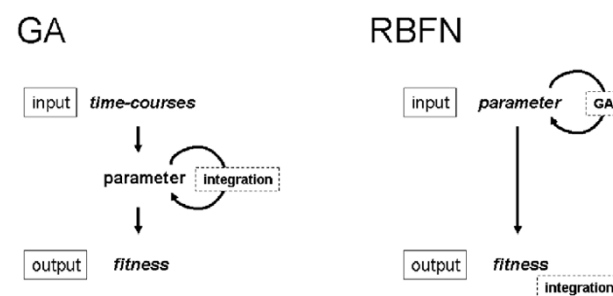 GA
input time-courses
parameter integration
output fitness
RBFN
input parameter GA
output fitness
integration